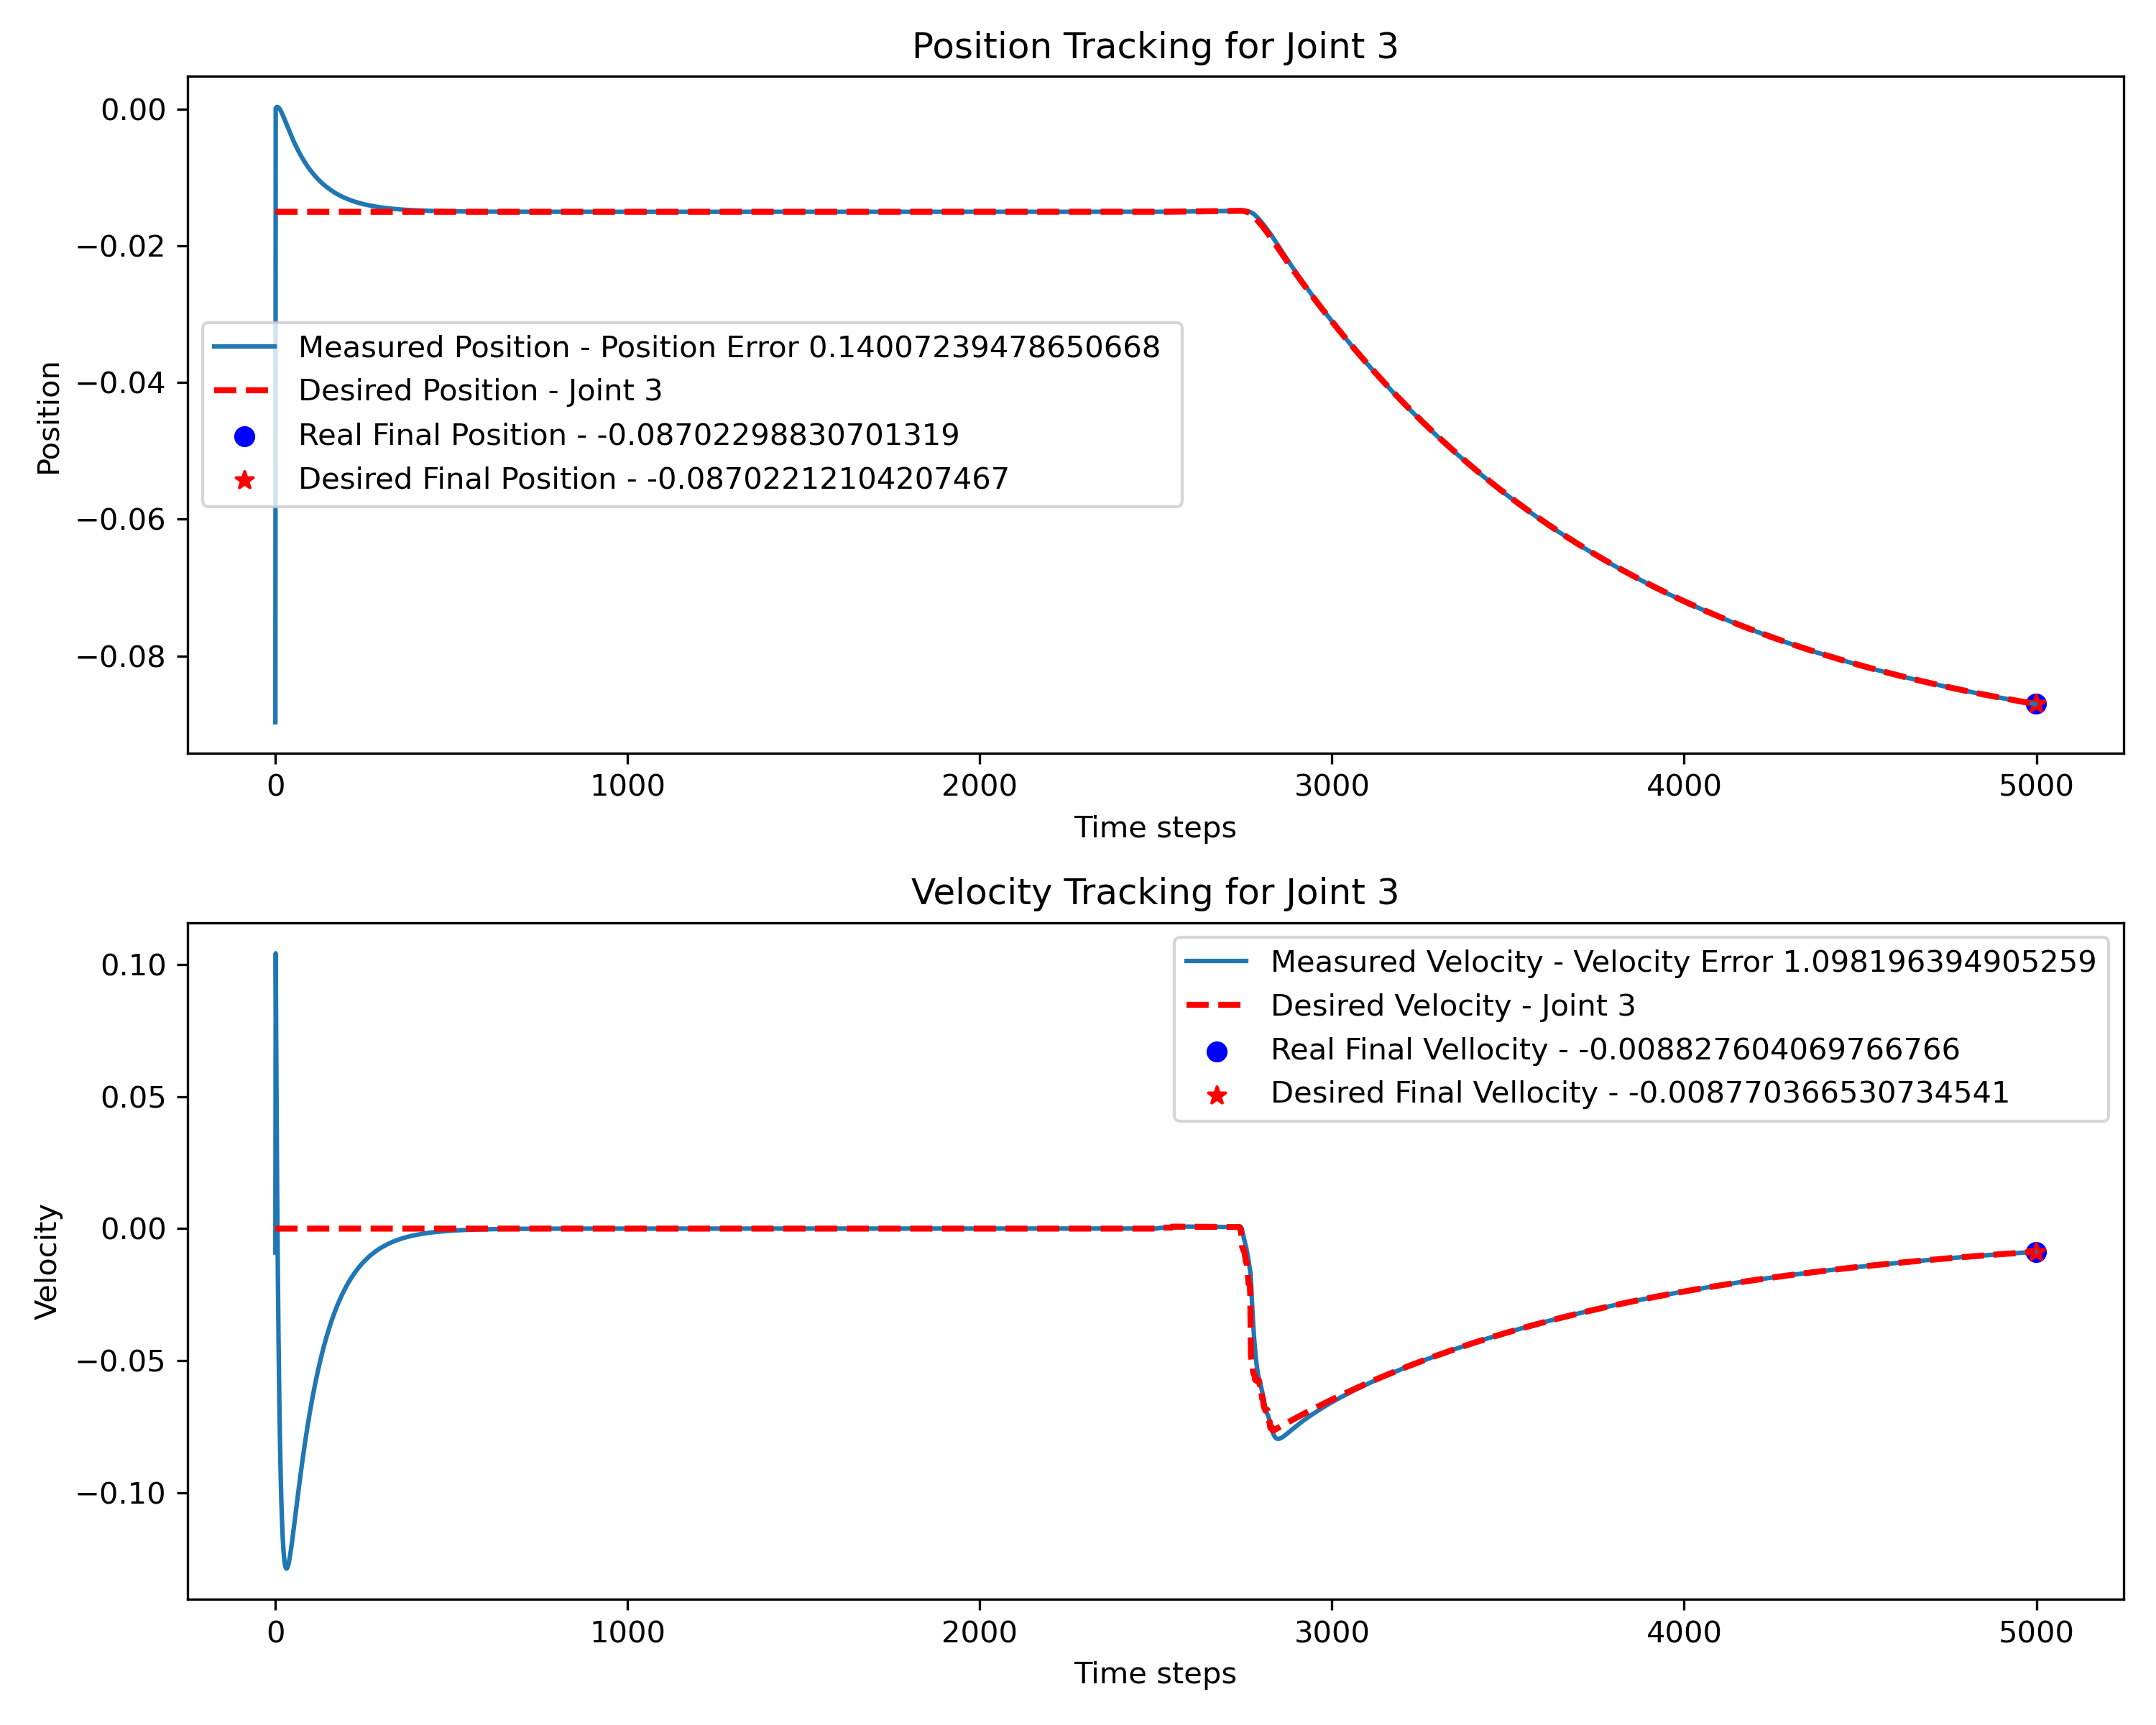 Position Tracking for Joint 3
0.00
−0.02
−0.04
−0.06
−0.08
Position
Measured Position - Position Error 0.14007239478650668
Desired Position - Joint 3
Real Final Position - -0.08702298830701319
Desired Final Position - -0.08702212104207467
0 1000 2000 3000 4000 5000
Time steps
Velocity Tracking for Joint 3
0.10
0.05
0.00
−0.05
−0.10
Velocity
Measured Velocity - Velocity Error 1.098196394905259
Desired Velocity - Joint 3
Real Final Vellocity - -0.008827604069766766
Desired Final Vellocity - -0.008770366530734541
0 1000 2000 3000 4000 5000
Time steps